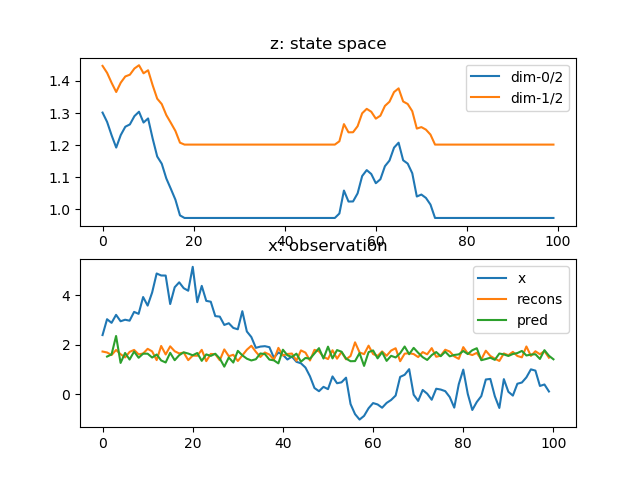 z: state space
1.4
1.3
1.2
1.1
1.0
dim-0/2
dim-1/2
0 20 40 60 80 100
x: observation
4
2
0
x
recons
pred
0 20 40 60 80 100